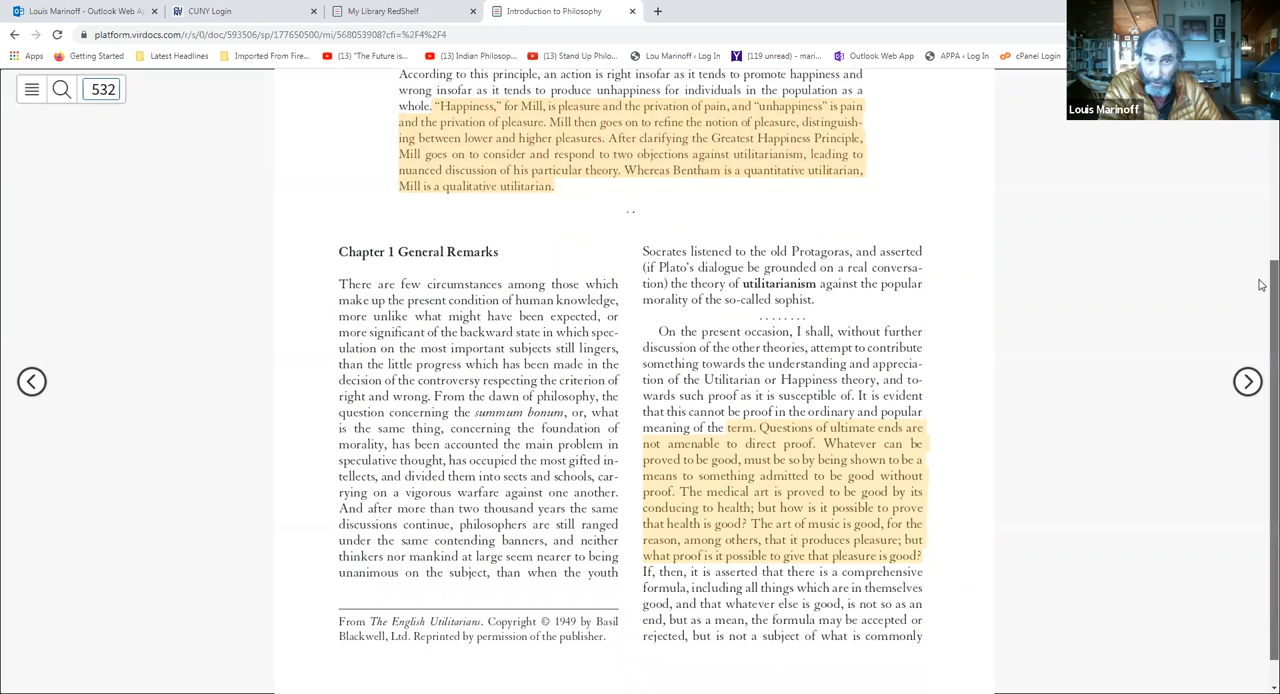 Louis Marinoff - Outlook Web A
CUNY Login
My Library RedShelf
Introduction to Philosophy
platform.virdocs.com/r/s/0/doc/593506/sp/177650500/mi/568053908?cfi=%2F4%2F4
Apps
Getting Started
Latest Headlines
Imported From Fire...
(13) "The Future is...
(13) Indian Philosop...
(13) Stand Up Philo...
Lou Marinoff ‹ Log In
[119 unread) - mari...
Outlook Web App
APPA ‹ Log In
cPanel Login
532
Louis Marinoff
According to this principle, an action is right insofar as it tends to promote happiness and
wrong insofar as it tends to produce unhappiness for individuals in the population as a
whole. “Happiness,” for Mill, is pleasure and the privation of pain, and “unhappiness” is pain
and the privation of pleasure. Mill then goes on to refine the notion of pleasure, distinguish-
ing between lower and higher pleasures. After clarifying the Greatest Happiness Principle,
Mill goes on to consider and respond to two objections against utilitarianism, leading to
nuanced discussion of his particular theory. Whereas Bentham is a quantitative utilitarian,
Mill is a qualitative utilitarian.
. .
Chapter 1 General Remarks
There are few circumstances among those which
make up the present condition of human knowledge,
more unlike what might have been expected, or
more significant of the backward state in which spec-
ulation on the most important subjects still lingers,
than the little progress which has been made in the
decision of the controversy respecting the criterion of
right and wrong. From the dawn of philosophy, the
question concerning the summum bonum, or, what
is the same thing, concerning the foundation of
morality, has been accounted the main problem in
speculative thought, has occupied the most gifted in-
tellects, and divided them into sects and schools, car-
rying on a vigorous warfare against one another.
And after more than two thousand years the same
discussions continue, philosophers are still ranged
under the same contending banners, and neither
thinkers nor mankind at large seem nearer to being
unanimous on the subject, than when the youth
From The English Utilitarians. Copyright © 1949 by Basil
Blackwell, Ltd. Reprinted by permission of the publisher.
Socrates listened to the old Protagoras, and asserted
(if Plato’s dialogue be grounded on a real conversa-
tion) the theory of utilitarianism against the popular
morality of the so-called sophist.
. . . . . . . .
On the present occasion, I shall, without further
discussion of the other theories, attempt to contribute
something towards the understanding and apprecia-
tion of the Utilitarian or Happiness theory, and to-
wards such proof as it is susceptible of. It is evident
that this cannot be proof in the ordinary and popular
meaning of the term. Questions of ultimate ends are
not amenable to direct proof. Whatever can be
proved to be good, must be so by being shown to be a
means to something admitted to be good without
proof. The medical art is proved to be good by its
conducing to health; but how is it possible to prove
that health is good? The art of music is good, for the
reason, among others, that it produces pleasure; but
what proof is it possible to give that pleasure is good?
If, then, it is asserted that there is a comprehensive
formula, including all things which are in themselves
good, and that whatever else is good, is not so as an
end, but as a mean, the formula may be accepted or
rejected, but is not a subject of what is commonly